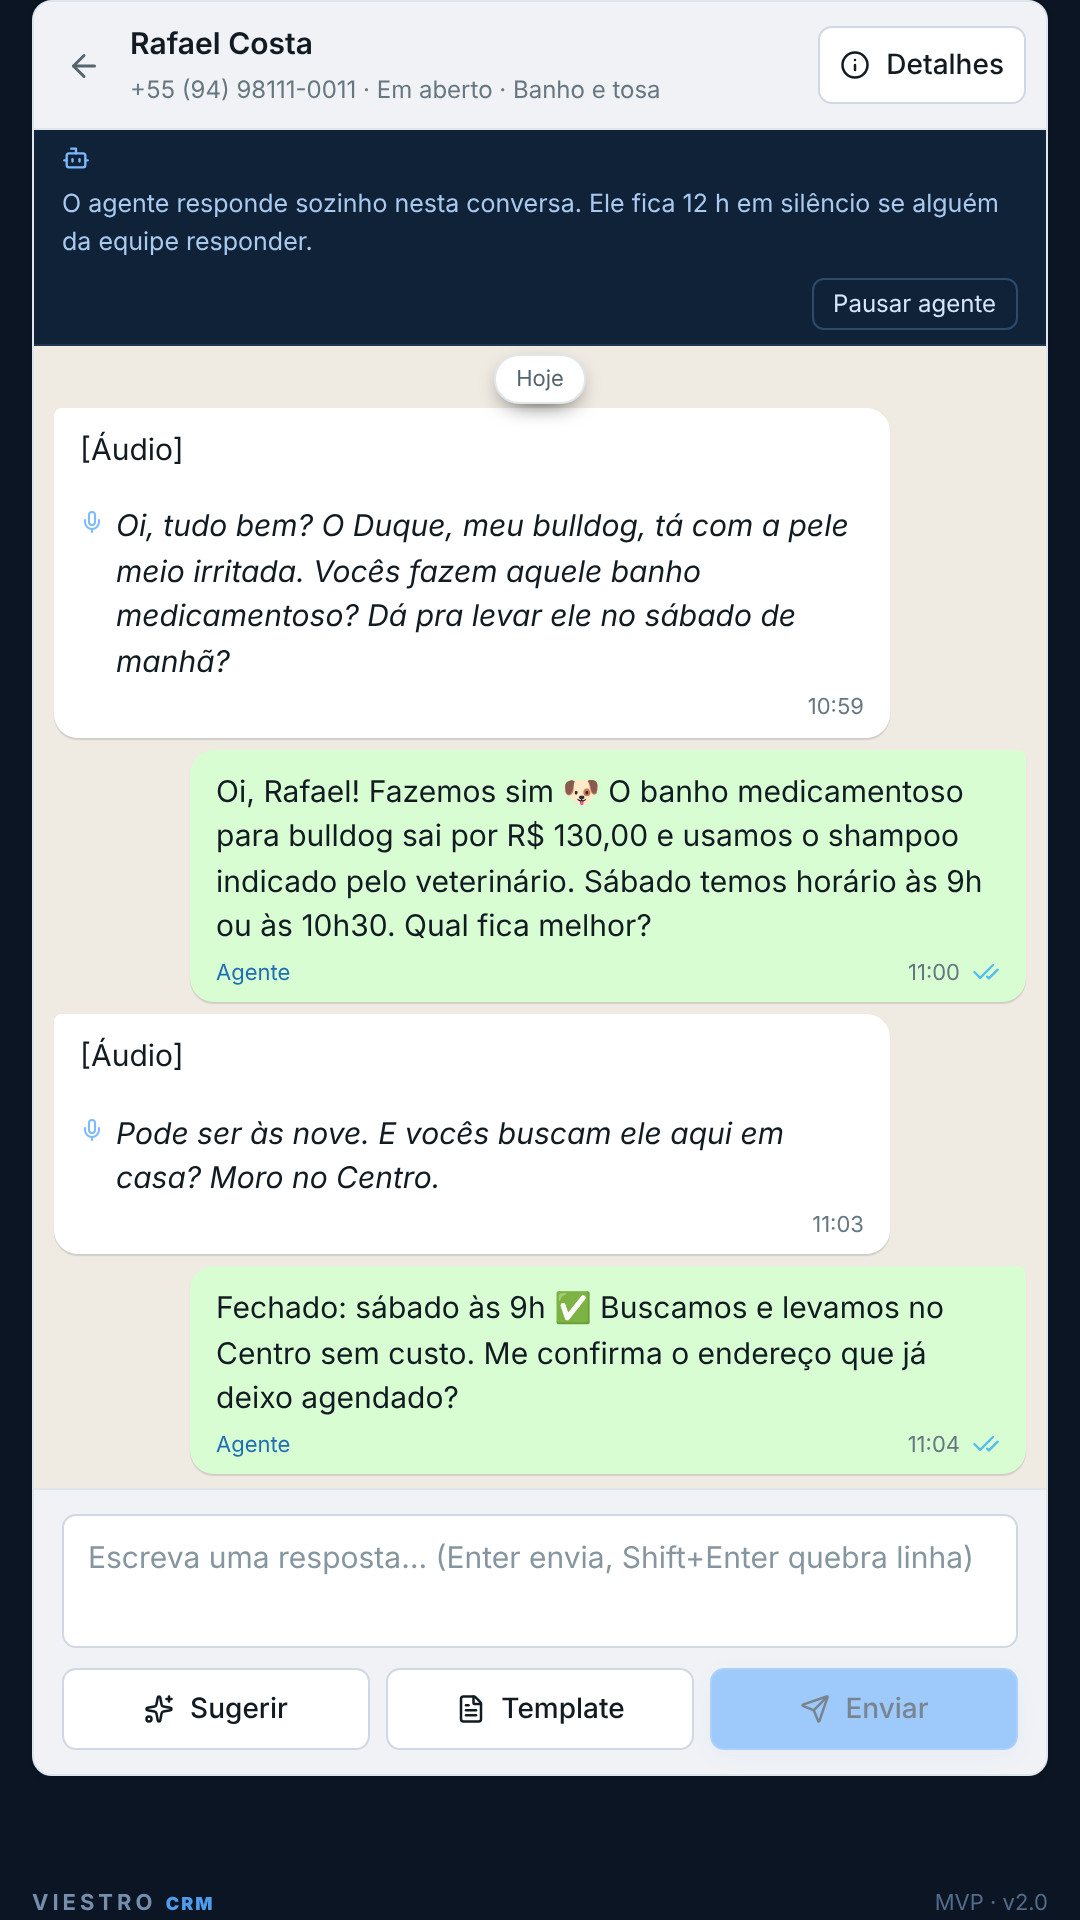 Rafael Costa
+55 (94) 98111-0011 · Em aberto · Banho e tosa
Detalhes
O agente responde sozinho nesta conversa. Ele fica 12 h em silêncio se alguém
da equipe responder.
Pausar agente
Hoje
[Áudio]
Oi, tudo bem? O Duque, meu bulldog, tá com a pele
meio irritada. Vocês fazem aquele banho
medicamentoso? Dá pra levar ele no sábado de
manhã?
10:59
Oi, Rafael! Fazemos sim 🐶 O banho medicamentoso
para bulldog sai por R$ 130,00 e usamos o shampoo
indicado pelo veterinário. Sábado temos horário às 9h
ou às 10h30. Qual fica melhor?
Agente 11:00
[Áudio]
Pode ser às nove. E vocês buscam ele aqui em
casa? Moro no Centro.
11:03
Fechado: sábado às 9h ✅ Buscamos e levamos no
Centro sem custo. Me confirma o endereço que já
deixo agendado?
Agente 11:04
Escreva uma resposta... (Enter envia, Shift+Enter quebra linha)
Sugerir
Template
Enviar
VIESTRO CRM
MVP · v2.0